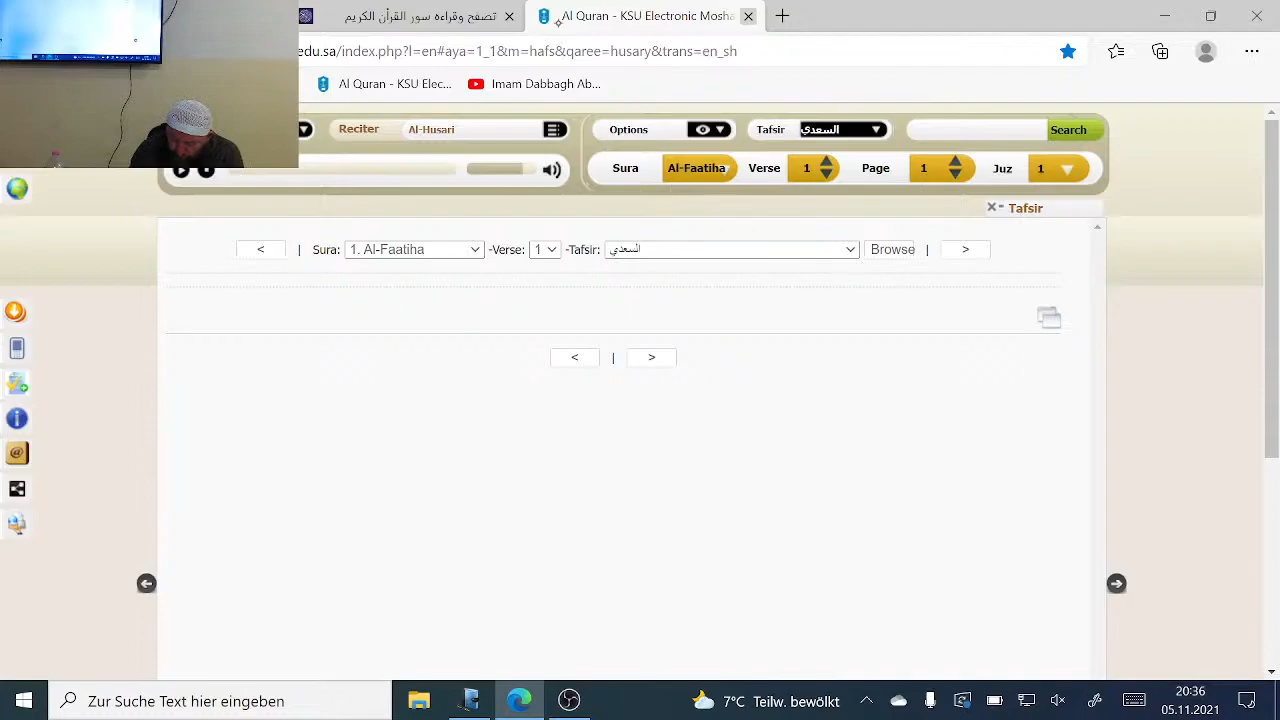 تصفح وقراءة سور القرآن الكريم
Al Quran - KSU Electronic Mosha
edu.sa/index.php?l=en#aya=1_1&m=hafs&qaree=husary&trans=en_sh
Al Quran - KSU Elec...
Imam Dabbagh Ab...
Reciter
Al-Husari
Options
Tafsir
السعدي
Search
Sura
Al-Faatiha
Verse
1
Page
1
Juz
1
Tafsir
<
|
Sura:
1. Al-Faatiha
-Verse:
1
-Tafsir:
السعدي
Browse
|
>
<
|
>
Zur Suche Text hier eingeben
7°C Teilw. bewölkt
20:36
05.11.2021